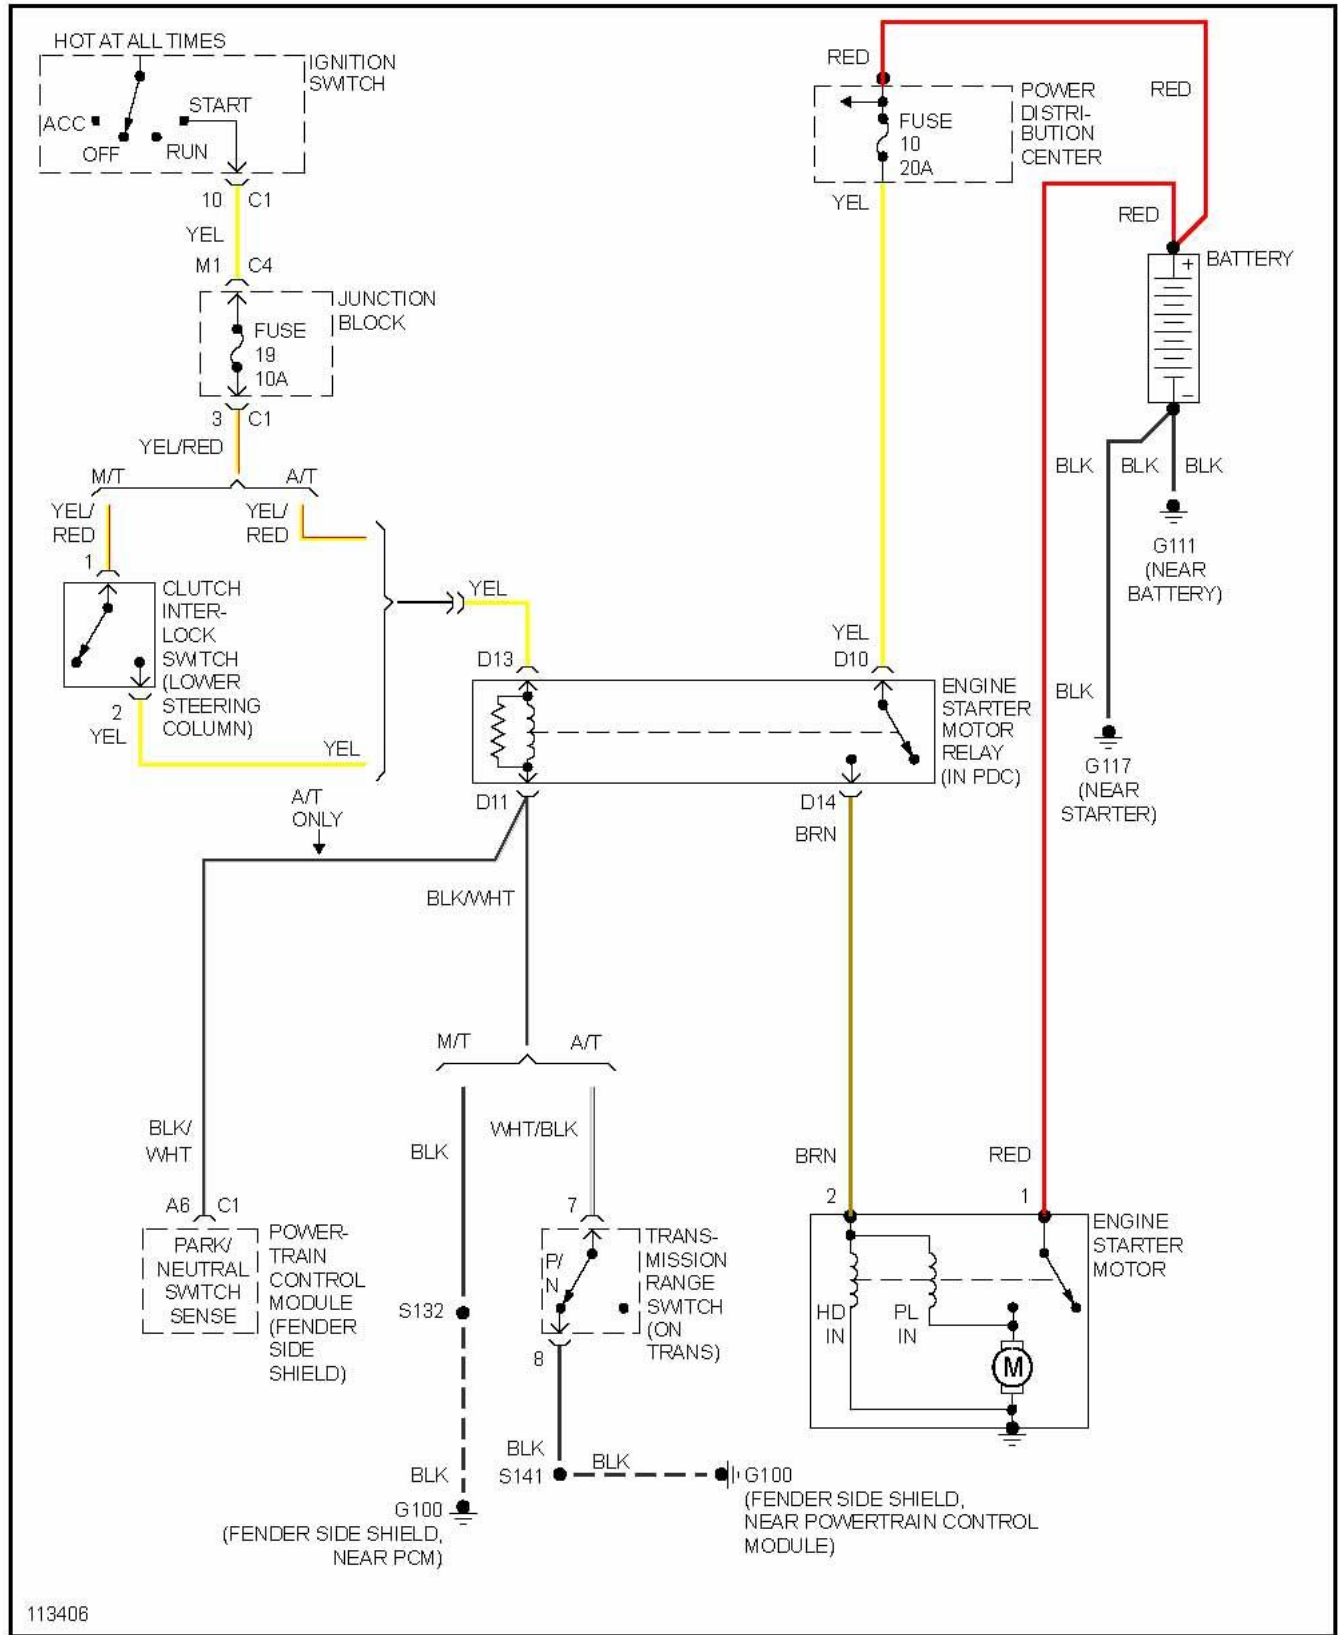 HOT AT ALL TIMES
IGNITION
SWITCH
START
ACC
OFF
RUN
10 C1
YEL
M1 C4
JUNCTION
BLOCK
FUSE
19
10A
3 C1
YEL/RED
M/T
A/T
YEL/
RED
YEL/
RED
1
CLUTCH
INTER-
LOCK
SWITCH
(LOWER
STEERING
COLUMN)
2
YEL
YEL
YEL
RED
RED
POWER
DISTRI-
BUTION
CENTER
FUSE
10
20A
YEL
RED
BATTERY
+
−
BLK
BLK
BLK
G111
(NEAR
BATTERY)
BLK
G117
(NEAR
STARTER)
YEL
D13
D10
ENGINE
STARTER
MOTOR
RELAY
(IN PDC)
D11
D14
BRN
A/T
ONLY
BLK/WHT
M/T
A/T
BLK/
WHT
BLK
WHT/BLK
BRN
RED
A6 C1
PARK/
NEUTRAL
SWITCH
SENSE
POWER-
TRAIN
CONTROL
MODULE
(FENDER
SIDE
SHIELD)
S132
7
P/
N
TRANS-
MISSION
RANGE
SWITCH
(ON
TRANS)
8
2
1
ENGINE
STARTER
MOTOR
HD
IN
PL
IN
M
BLK
G100
(FENDER SIDE SHIELD,
NEAR PCM)
BLK
S141
BLK
G100
(FENDER SIDE SHIELD,
NEAR POWERTRAIN CONTROL
MODULE)
113406